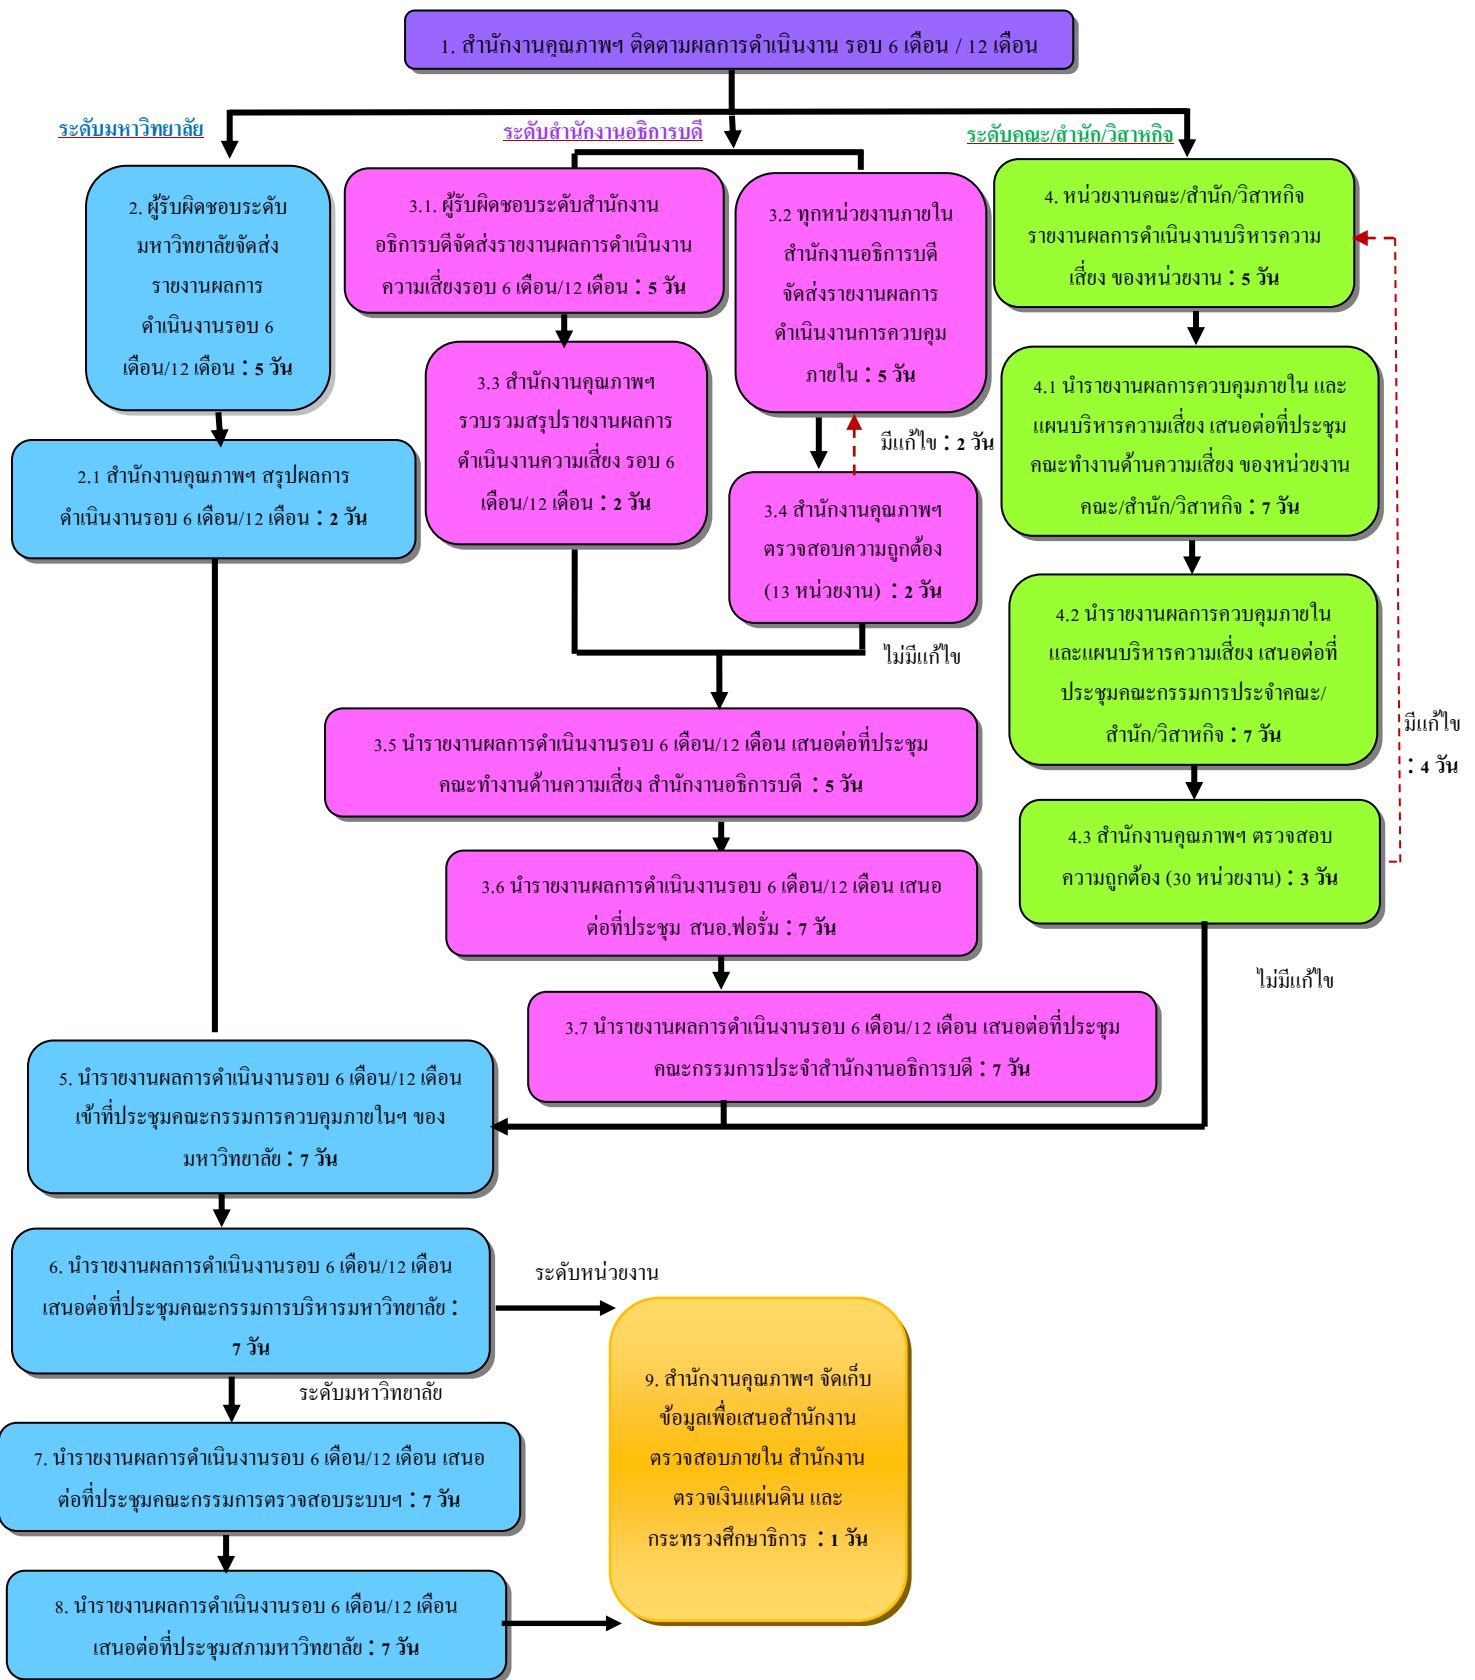 1. สำนักงานคุณภาพฯ ติดตามผลการดำเนินงาน รอบ 6 เดือน / 12 เดือน
ระดับมหาวิทยาลัย
ระดับสำนักงานอธิการบดี
ระดับคณะ/สำนัก/วิสาหกิจ
2. ผู้รับผิดชอบระดับ
มหาวิทยาลัยจัดส่ง
รายงานผลการ
ดำเนินงานรอบ 6
เดือน/12 เดือน : 5 วัน
3.1. ผู้รับผิดชอบระดับสำนักงาน
อธิการบดีจัดส่งรายงานผลการดำเนินงาน
ความเสี่ยงรอบ 6 เดือน/12 เดือน : 5 วัน
3.2 ทุกหน่วยงานภายใน
สำนักงานอธิการบดี
จัดส่งรายงานผลการ
ดำเนินงานการควบคุม
ภายใน : 5 วัน
4. หน่วยงานคณะ/สำนัก/วิสาหกิจ
รายงานผลการดำเนินงานบริหารความ
เสี่ยง ของหน่วยงาน : 5 วัน
2.1 สำนักงานคุณภาพฯ สรุปผลการ
ดำเนินงานรอบ 6 เดือน/12 เดือน : 2 วัน
3.3 สำนักงานคุณภาพฯ
รวบรวมสรุปรายงานผลการ
ดำเนินงานความเสี่ยง รอบ 6
เดือน/12 เดือน : 2 วัน
มีแก้ไข : 2 วัน
3.4 สำนักงานคุณภาพฯ
ตรวจสอบความถูกต้อง
(13 หน่วยงาน) : 2 วัน
ไม่มีแก้ไข
4.1 นำรายงานผลการควบคุมภายใน และ
แผนบริหารความเสี่ยง เสนอต่อที่ประชุม
คณะทำงานด้านความเสี่ยง ของหน่วยงาน
คณะ/สำนัก/วิสาหกิจ : 7 วัน
4.2 นำรายงานผลการควบคุมภายใน
และแผนบริหารความเสี่ยง เสนอต่อที่
ประชุมคณะกรรมการประจำคณะ/
สำนัก/วิสาหกิจ : 7 วัน
มีแก้ไข
: 4 วัน
3.5 นำรายงานผลการดำเนินงานรอบ 6 เดือน/12 เดือน เสนอต่อที่ประชุม
คณะทำงานด้านความเสี่ยง สำนักงานอธิการบดี : 5 วัน
4.3 สำนักงานคุณภาพฯ ตรวจสอบ
ความถูกต้อง (30 หน่วยงาน) : 3 วัน
3.6 นำรายงานผลการดำเนินงานรอบ 6 เดือน/12 เดือน เสนอ
ต่อที่ประชุม สนอ.ฟอรั่ม : 7 วัน
ไม่มีแก้ไข
3.7 นำรายงานผลการดำเนินงานรอบ 6 เดือน/12 เดือน เสนอต่อที่ประชุม
คณะกรรมการประจำสำนักงานอธิการบดี : 7 วัน
5. นำรายงานผลการดำเนินงานรอบ 6 เดือน/12 เดือน
เข้าที่ประชุมคณะกรรมการควบคุมภายในฯ ของ
มหาวิทยาลัย : 7 วัน
6. นำรายงานผลการดำเนินงานรอบ 6 เดือน/12 เดือน
เสนอต่อที่ประชุมคณะกรรมการบริหารมหาวิทยาลัย :
7 วัน
ระดับหน่วยงาน
ระดับมหาวิทยาลัย
7. นำรายงานผลการดำเนินงานรอบ 6 เดือน/12 เดือน เสนอ
ต่อที่ประชุมคณะกรรมการตรวจสอบระบบฯ : 7 วัน
9. สำนักงานคุณภาพฯ จัดเก็บ
ข้อมูลเพื่อเสนอสำนักงาน
ตรวจสอบภายใน สำนักงาน
ตรวจเงินแผ่นดิน และ
กระทรวงศึกษาธิการ : 1 วัน
8. นำรายงานผลการดำเนินงานรอบ 6 เดือน/12 เดือน
เสนอต่อที่ประชุมสภามหาวิทยาลัย : 7 วัน